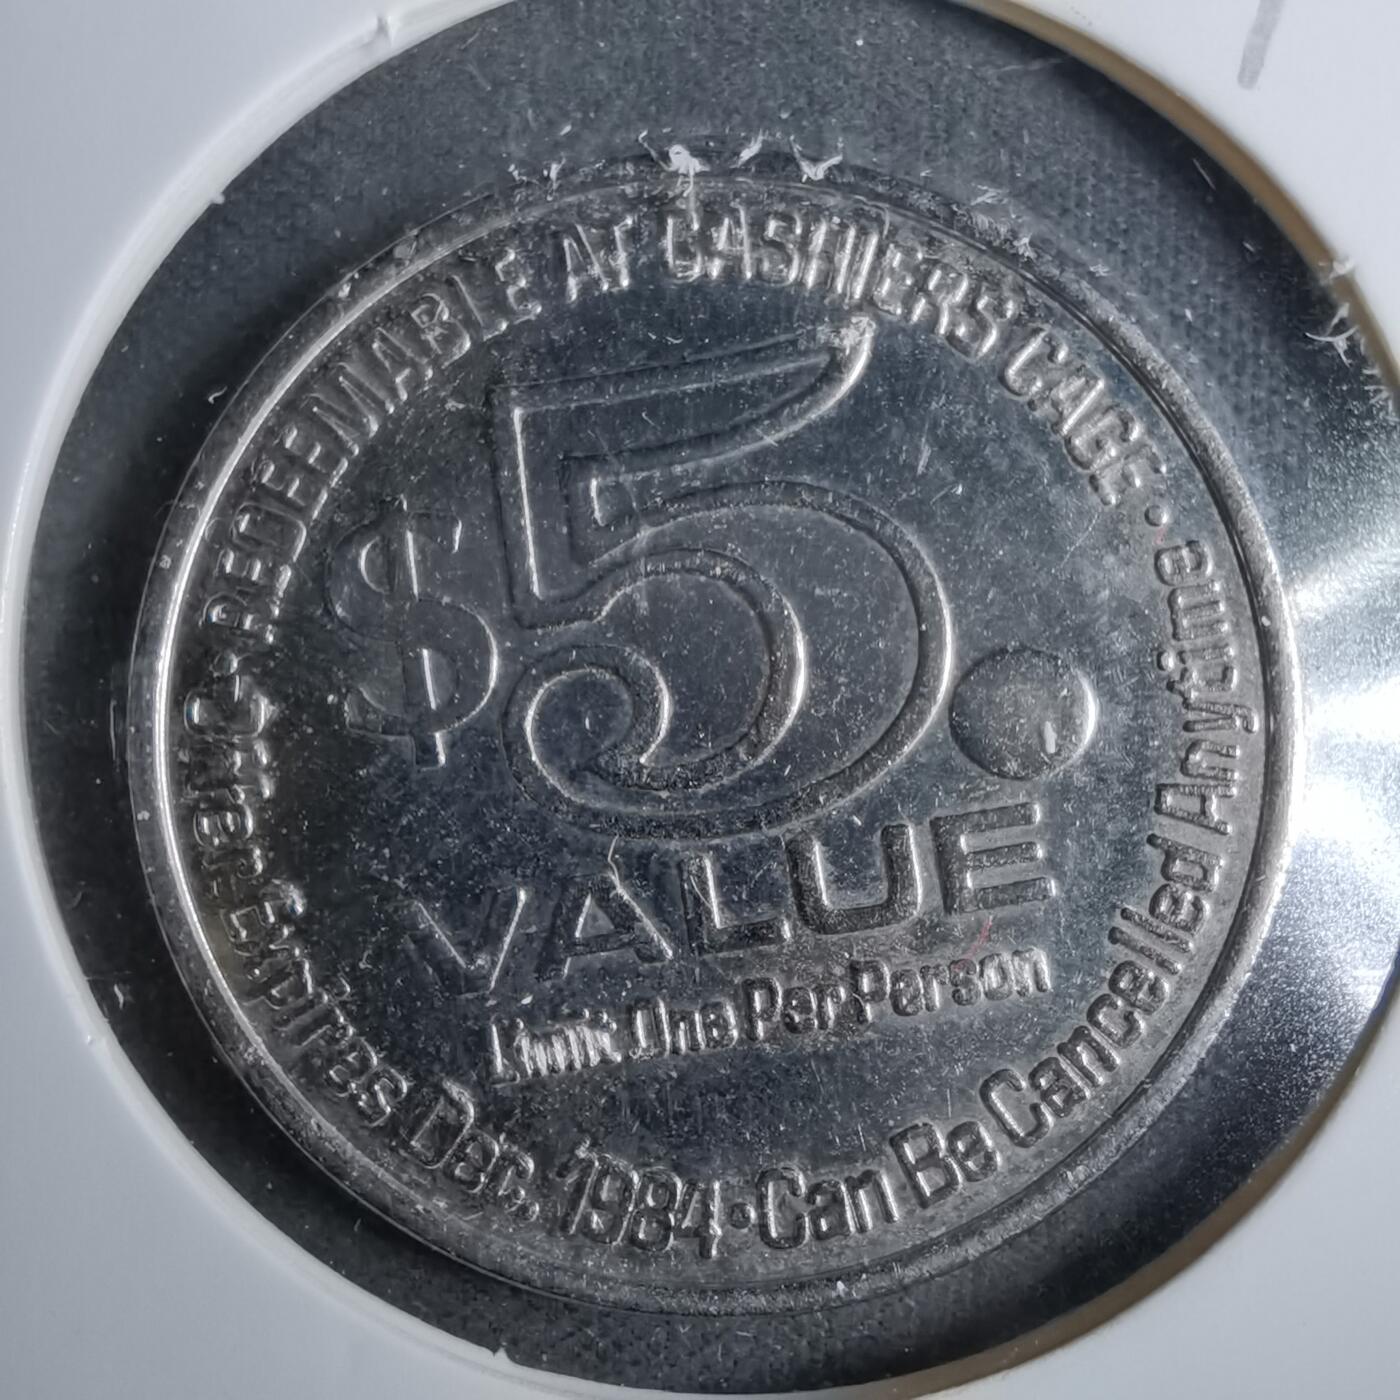 REDEEMABLE AT CASHIERS CAGE ·
$5.
VALUE
Limit One Per Person
· Offer Expires Dec. 1984 · Can Be Cancelled Anytime